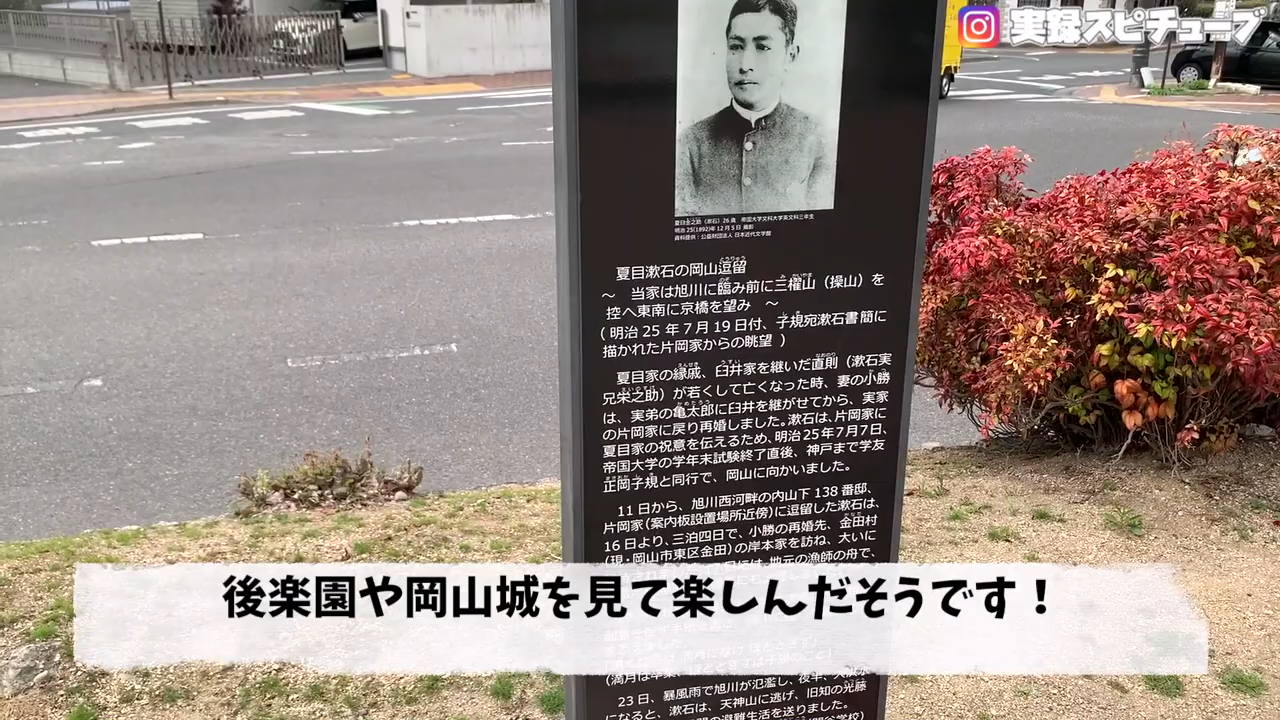 実録スピチューブ
夏目金之助(漱石)26歳 帝国大学文科大学英文科三年生
明治25(1892)年12月5日 撮影
資料提供:公益財団法人 日本近代文学館
夏目漱石の岡山逗留
～ 当家は旭川に臨み前に三櫂山(操山)を
控へ東南に京橋を望み ～
(明治25年7月19日付、子規宛漱石書簡に
描かれた片岡家からの眺望 )
夏目家の縁戚、臼井家を継いだ直則(漱石実
兄栄之助)が若くして亡くなった時、妻の小勝
は、実弟の亀太郎に臼井を継がせてから、実家
の片岡家に戻り再婚しました。漱石は、片岡家に
夏目家の祝意を伝えるため、明治25年7月7日、
帝国大学の学年末試験終了直後、神戸まで学友
正岡子規と同行で、岡山に向かいました。
11日から、旭川西河畔の内山下138番邸、
片岡家(案内板設置場所近傍)に逗留した漱石は、
16日より、三泊四日で、小勝の再婚先、金田村
(現・岡山市東区金田)の岸本家を訪ね、大いに
地元の漁師の舟で、
後楽園や岡山城を見て楽しんだそうです！
23日、暴風雨で旭川が氾濫し、夜半、
になると、漱石は、天神山に逃げ、旧知の光藤
の避難生活を送りました。